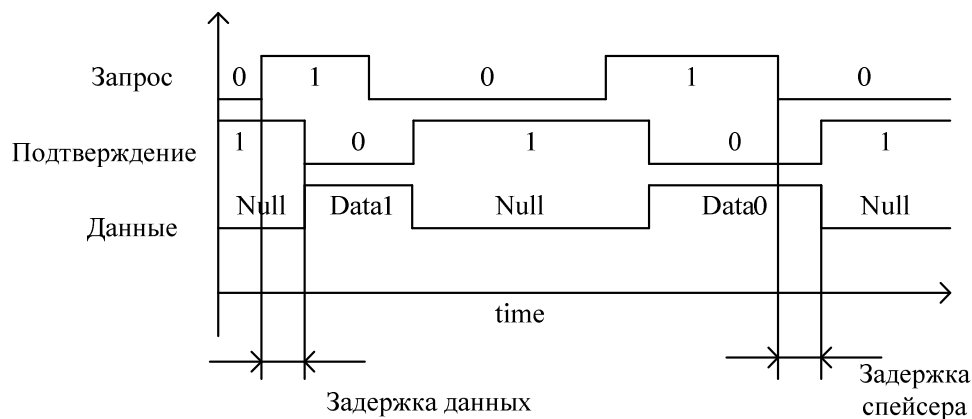 Запрос
0 1 0 1 0
Подтверждение
1 0 1 0 1
Данные
Null Data1 Null Data0 Null
time
Задержка данных
Задержка
спейсера